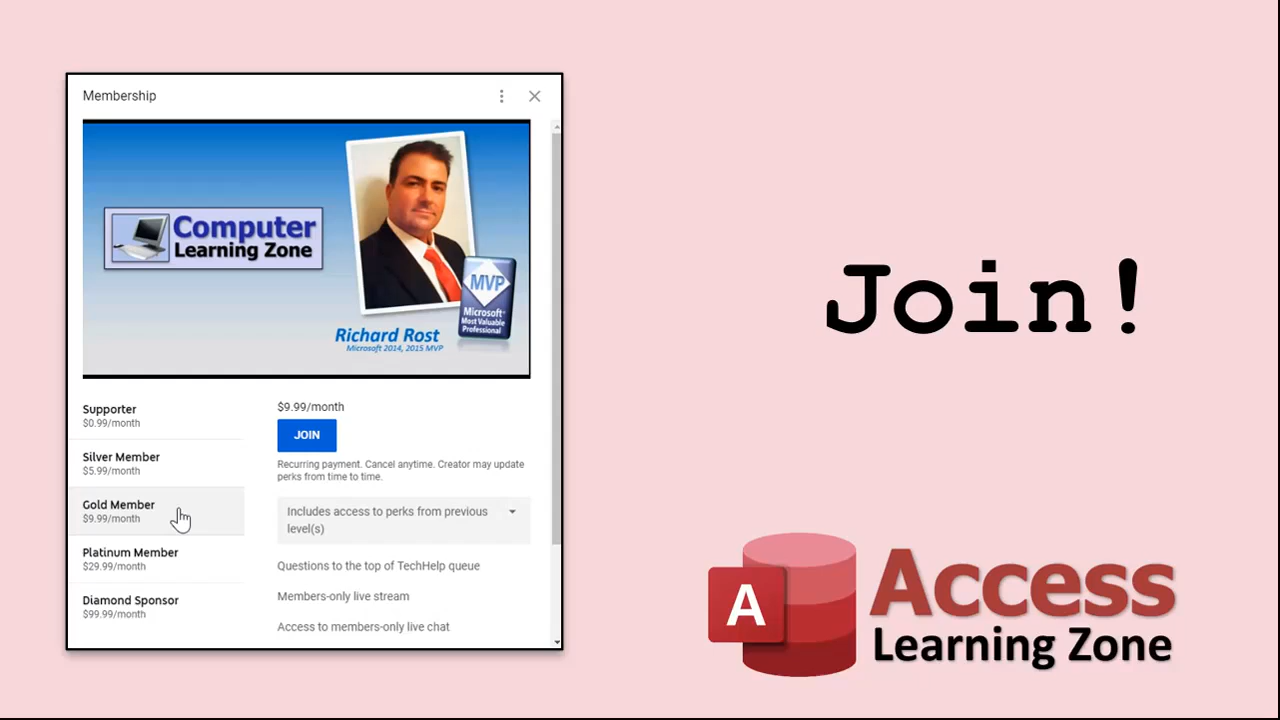 Membership
Computer
Learning Zone
MVP
Microsoft®
Most Valuable
Professional
Richard Rost
Microsoft 2014, 2015 MVP
Supporter
$0.99/month
Silver Member
$5.99/month
Gold Member
$9.99/month
Platinum Member
$29.99/month
Diamond Sponsor
$99.99/month
$9.99/month
JOIN
Recurring payment. Cancel anytime. Creator may update
perks from time to time.
Includes access to perks from previous
level(s)
Questions to the top of TechHelp queue
Members-only live stream
Access to members-only live chat
Join!
A
Access
Learning Zone